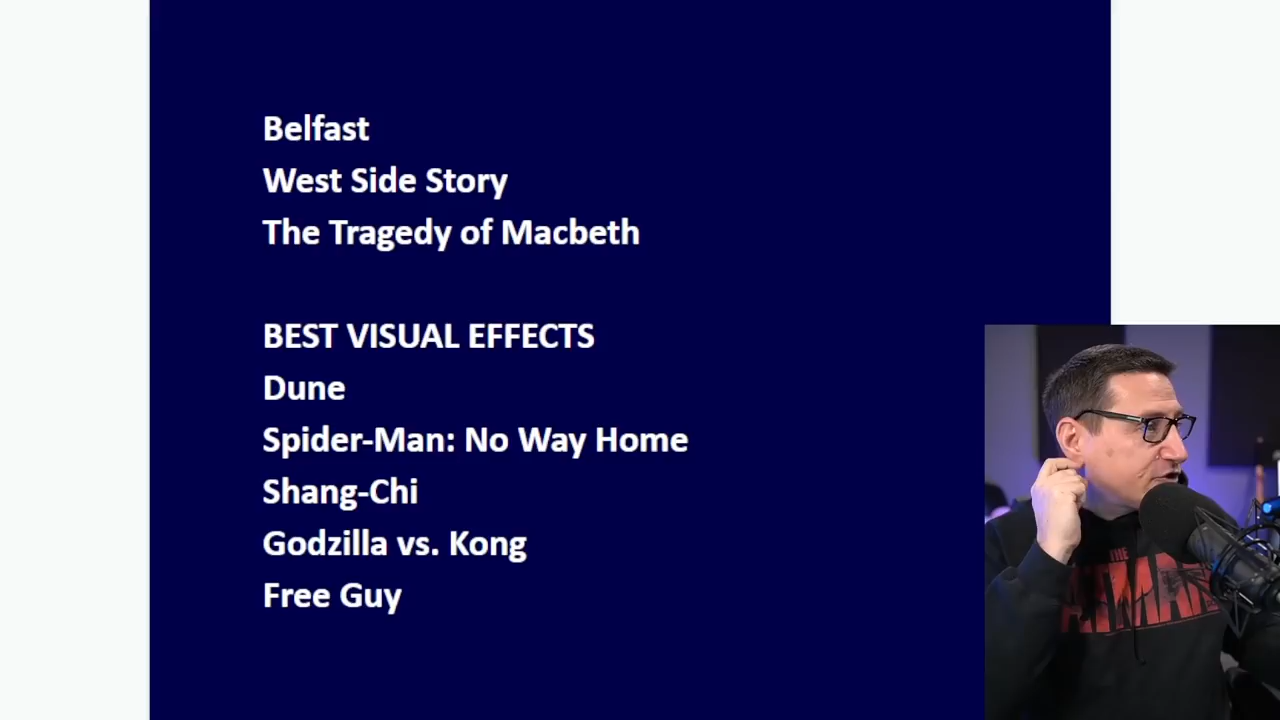 Belfast
West Side Story
The Tragedy of Macbeth
BEST VISUAL EFFECTS
Dune
Spider-Man: No Way Home
Shang-Chi
Godzilla vs. Kong
Free Guy
THE